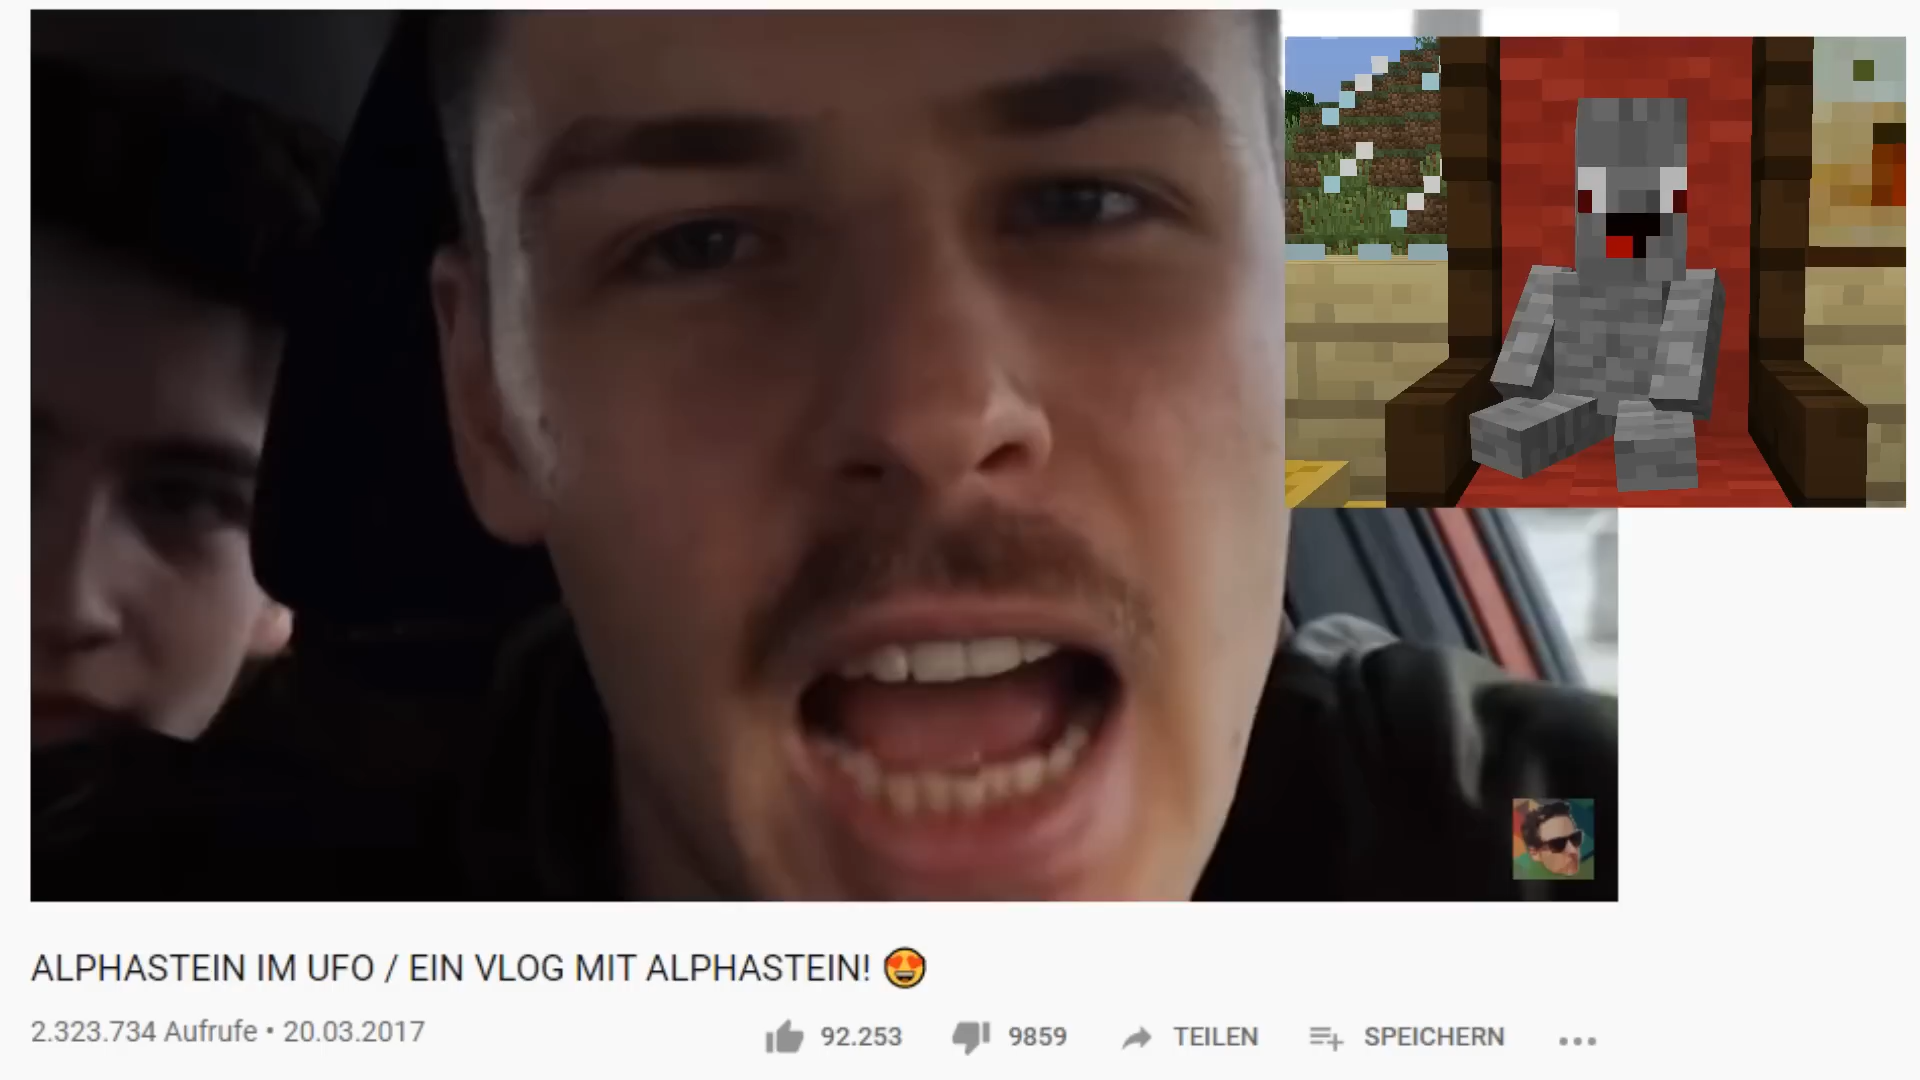 ALPHASTEIN IM UFO / EIN VLOG MIT ALPHASTEIN! 😍
2.323.734 Aufrufe • 20.03.2017
92.253
9859
TEILEN
SPEICHERN